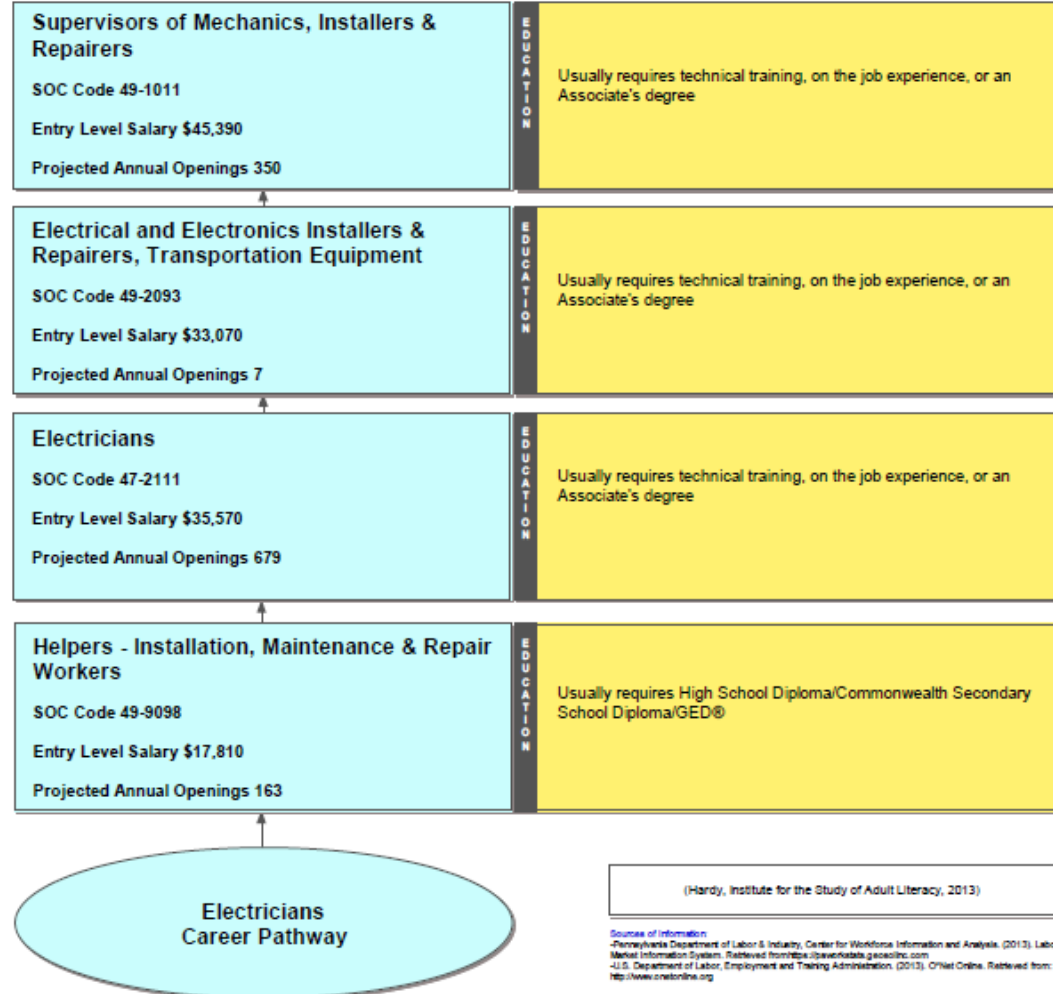 Supervisors of Mechanics, Installers &
Repairers
SOC Code 49-1011
Entry Level Salary $45,390
Projected Annual Openings 350
EDUCATION
Usually requires technical training, on the job experience, or an
Associate's degree
Electrical and Electronics Installers &
Repairers, Transportation Equipment
SOC Code 49-2093
Entry Level Salary $33,070
Projected Annual Openings 7
EDUCATION
Usually requires technical training, on the job experience, or an
Associate's degree
Electricians
SOC Code 47-2111
Entry Level Salary $35,570
Projected Annual Openings 679
EDUCATION
Usually requires technical training, on the job experience, or an
Associate's degree
Helpers - Installation, Maintenance & Repair
Workers
SOC Code 49-9098
Entry Level Salary $17,810
Projected Annual Openings 163
EDUCATION
Usually requires High School Diploma/Commonwealth Secondary
School Diploma/GED®
Electricians
Career Pathway
(Hardy, Institute for the Study of Adult Literacy, 2013)
Sources of Information
-Pennsylvania Department of Labor & Industry, Center for Workforce Information and Analysis. (2013). Labo
Market Information System. Retrieved fromhttps://paworkstats.geosolinc.com
-U.S. Department of Labor, Employment and Training Administration. (2013). O*Net Online. Retrieved from:
http://www.onetonline.org